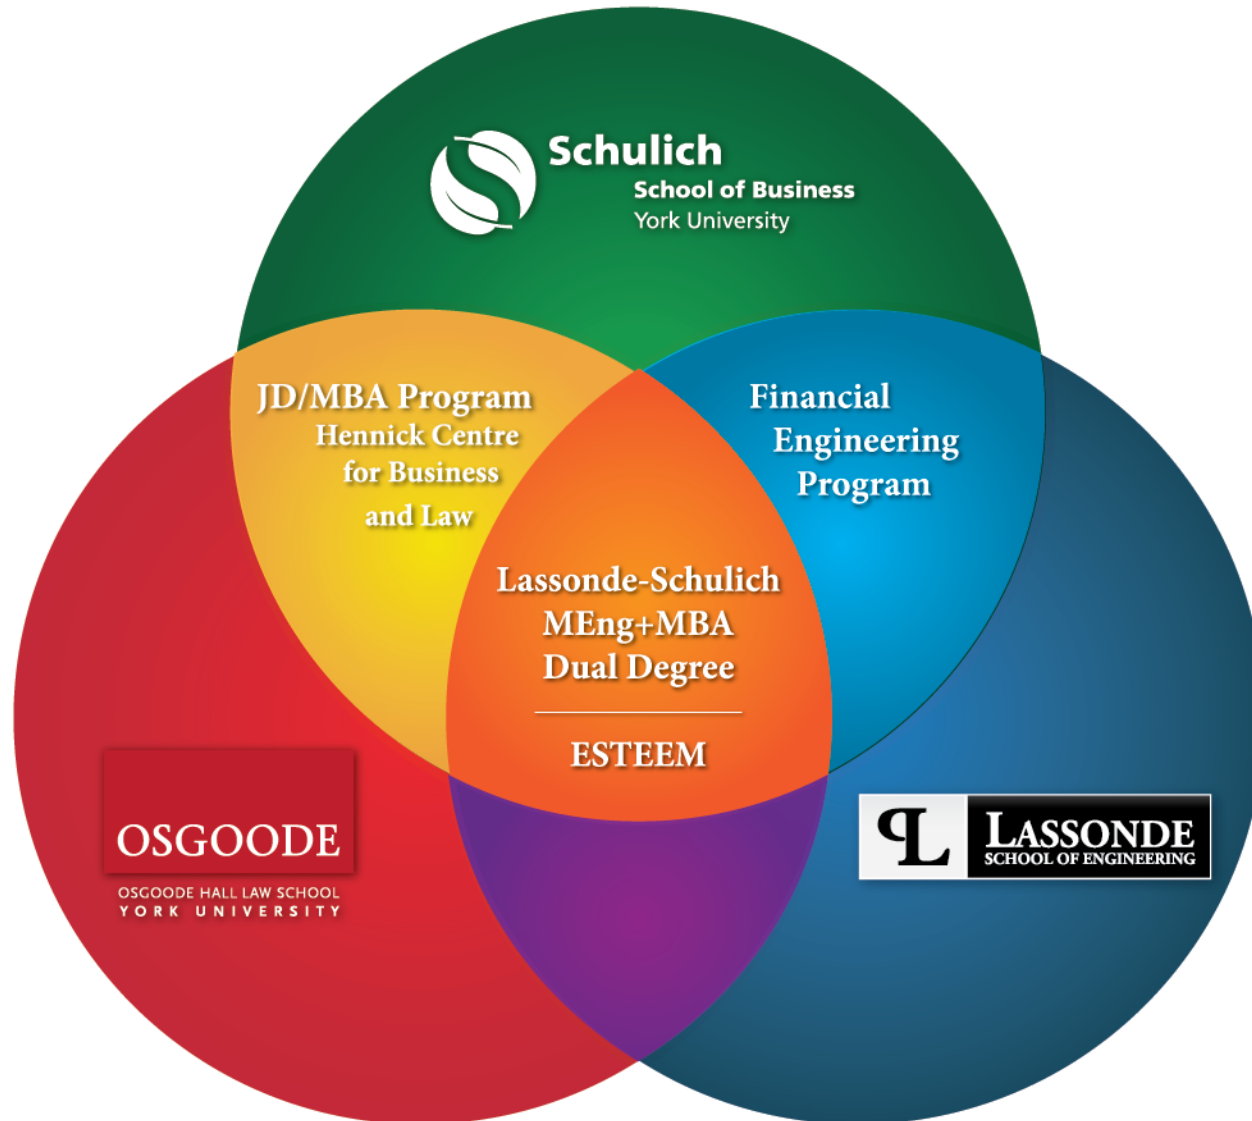 Schulich
School of Business
York University
JD/MBA Program
Hennick Centre
for Business
and Law
Financial
Engineering
Program
Lassonde-Schulich
MEng+MBA
Dual Degree
ESTEEM
OSGOODE
OSGOODE HALL LAW SCHOOL
YORK UNIVERSITY
L
LASSONDE
SCHOOL OF ENGINEERING